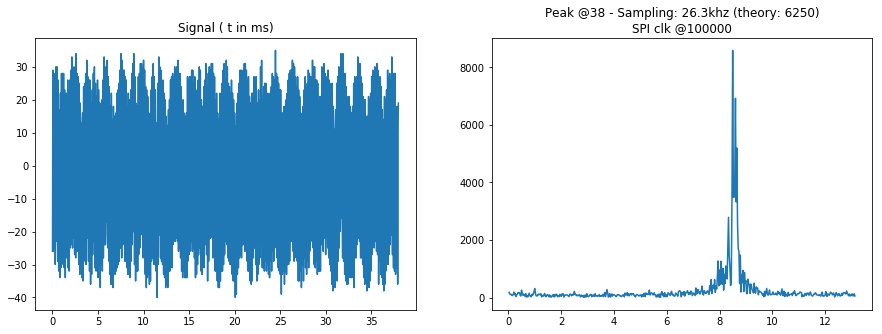 Signal ( t in ms)
30
20
10
0
−10
−20
−30
−40
0 5 10 15 20 25 30 35
Peak @38 - Sampling: 26.3khz (theory: 6250)
SPI clk @100000
8000
6000
4000
2000
0
0 2 4 6 8 10 12